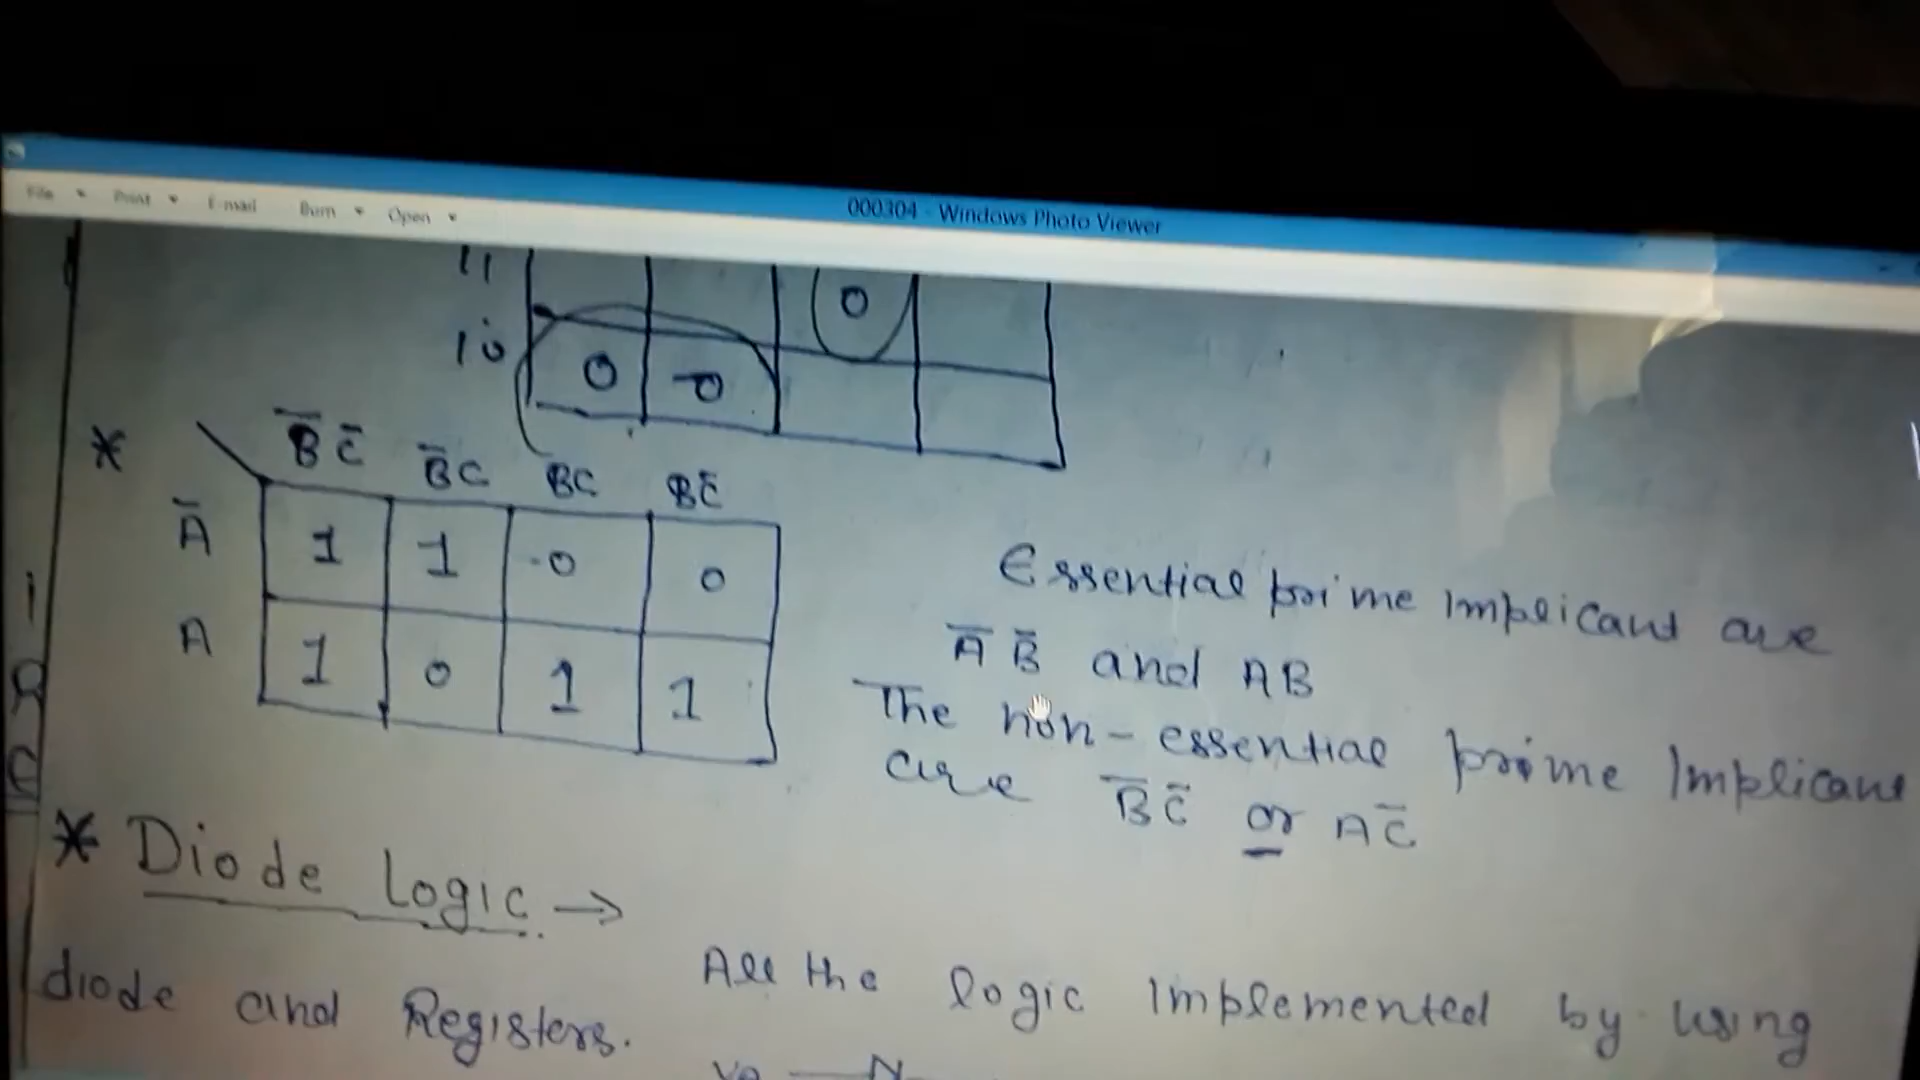 File Print E-mail Burn Open
000304 - Windows Photo Viewer
11 0
10 0 0
* B̅ C̅ B̅ C BC BC̅
A̅ 1 1 0 0
A 1 0 1 1
Essential prime Implicant are
A̅ B̅ and AB
The non-essential prime Implicant
are B̅ C̅ or A C̅
* Diode Logic →
All the logic Implemented by using
diode and Registers.